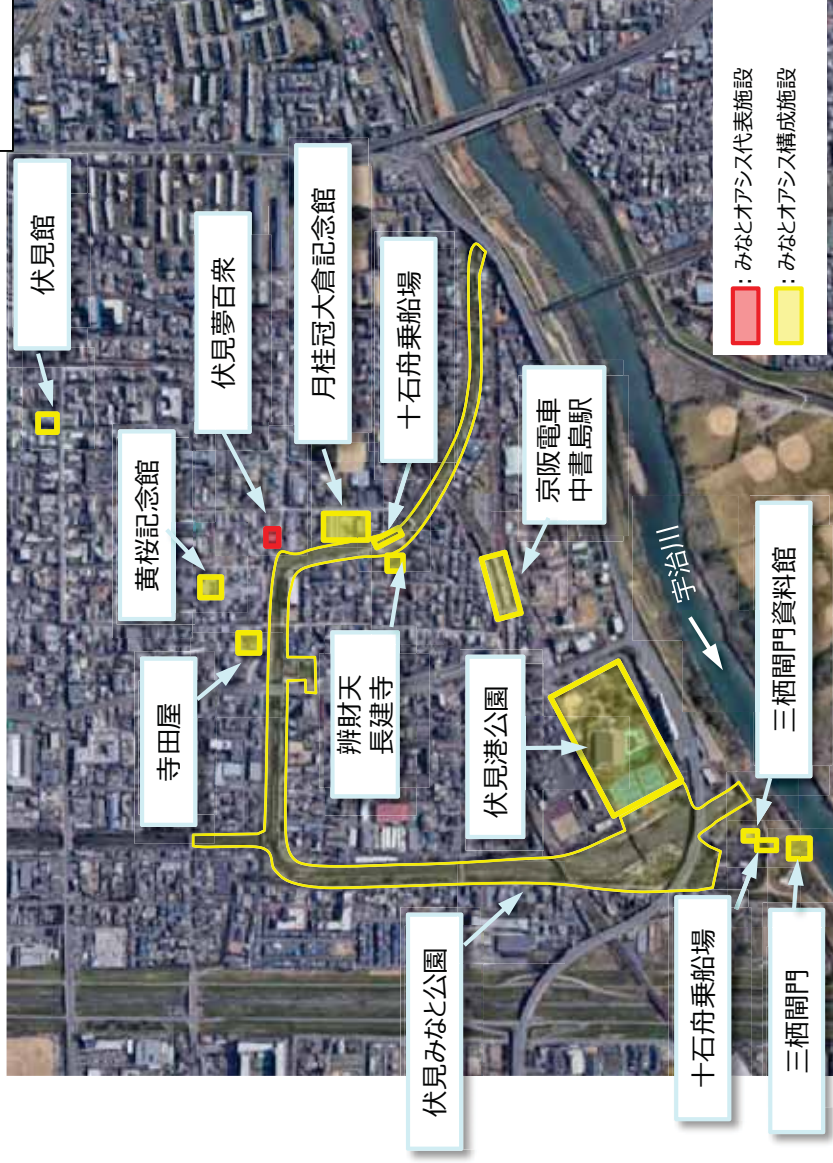 伏見館
伏見夢百衆
月桂冠大倉記念館
十石舟乗船場
黄桜記念館
寺田屋
辨財天
長建寺
京阪電車
中書島駅
伏見港公園
宇治川
三栖閘門資料館
伏見みなと公園
十石舟乗船場
三栖閘門
：みなとオアシス代表施設
：みなとオアシス構成施設